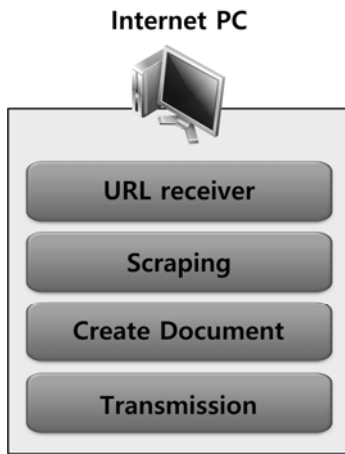 Internet PC
URL receiver
Scraping
Create Document
Transmission